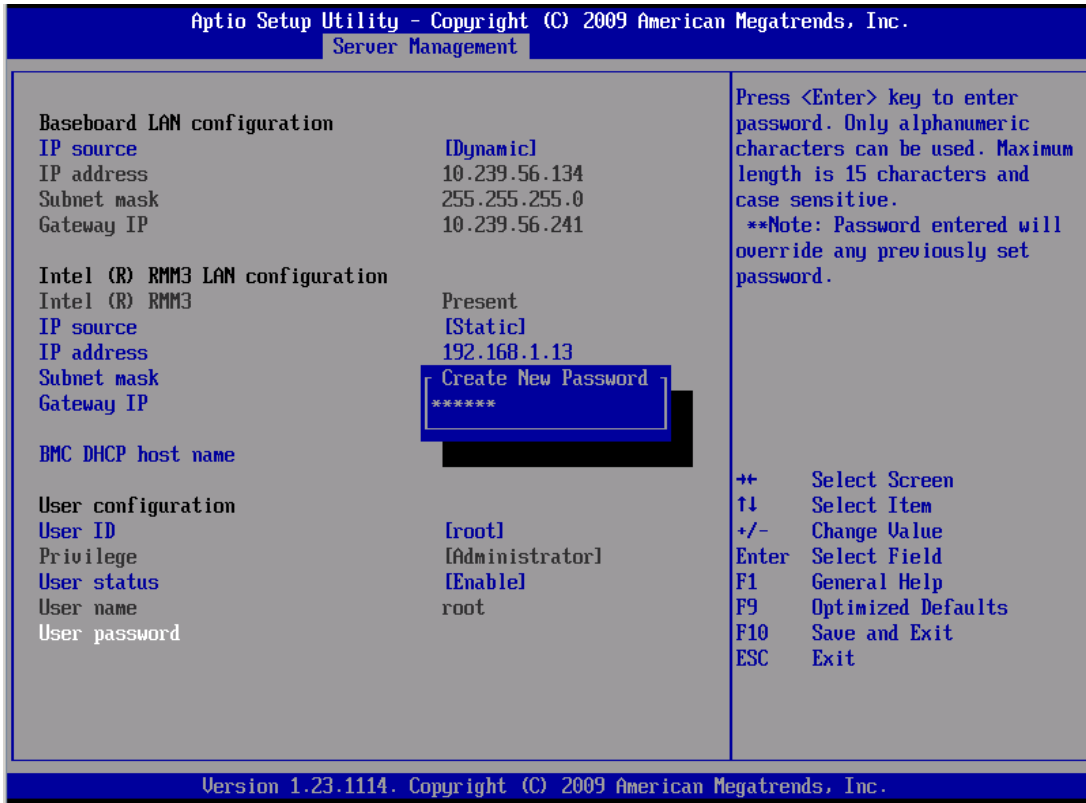 Aptio Setup Utility - Copyright (C) 2009 American Megatrends, Inc.
Server Management
Baseboard LAN configuration
IP source [Dynamic]
IP address 10.239.56.134
Subnet mask 255.255.255.0
Gateway IP 10.239.56.241
Intel (R) RMM3 LAN configuration
Intel (R) RMM3 Present
IP source [Static]
IP address 192.168.1.13
Subnet mask
Gateway IP
Create New Password
******
BMC DHCP host name
User configuration
User ID [root]
Privilege [Administrator]
User status [Enable]
User name root
User password
Press <Enter> key to enter
password. Only alphanumeric
characters can be used. Maximum
length is 15 characters and
case sensitive.
**Note: Password entered will
override any previously set
password.
→← Select Screen
↑↓ Select Item
+/- Change Value
Enter Select Field
F1 General Help
F9 Optimized Defaults
F10 Save and Exit
ESC Exit
Version 1.23.1114. Copyright (C) 2009 American Megatrends, Inc.